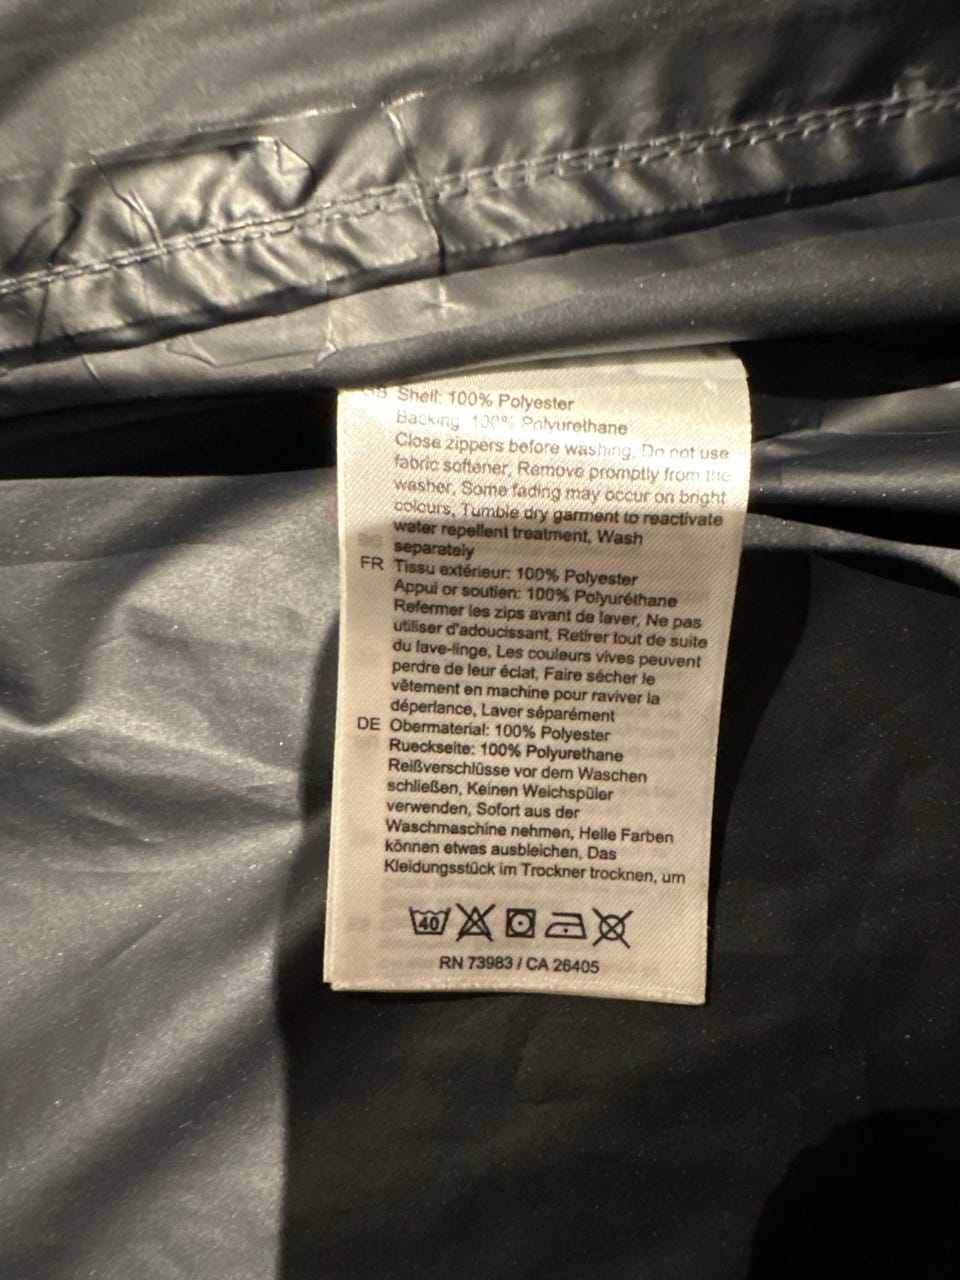 GB Shell: 100% Polyester
Backing: 100% Polyurethane
Close zippers before washing, Do not use
fabric softener, Remove promptly from the
washer, Some fading may occur on bright
colours, Tumble dry garment to reactivate
water repellent treatment, Wash
separately
FR Tissu extérieur: 100% Polyester
Appui or soutien: 100% Polyuréthane
Refermer les zips avant de laver, Ne pas
utiliser d'adoucissant, Retirer tout de suite
du lave-linge, Les couleurs vives peuvent
perdre de leur éclat, Faire sécher le
vêtement en machine pour raviver la
déperlance, Laver séparément
DE Obermaterial: 100% Polyester
Rueckseite: 100% Polyurethane
Reißverschlüsse vor dem Waschen
schließen, Keinen Weichspüler
verwenden, Sofort aus der
Waschmaschine nehmen, Helle Farben
können etwas ausbleichen, Das
Kleidungsstück im Trockner trocknen, um
40
RN 73983 / CA 26405